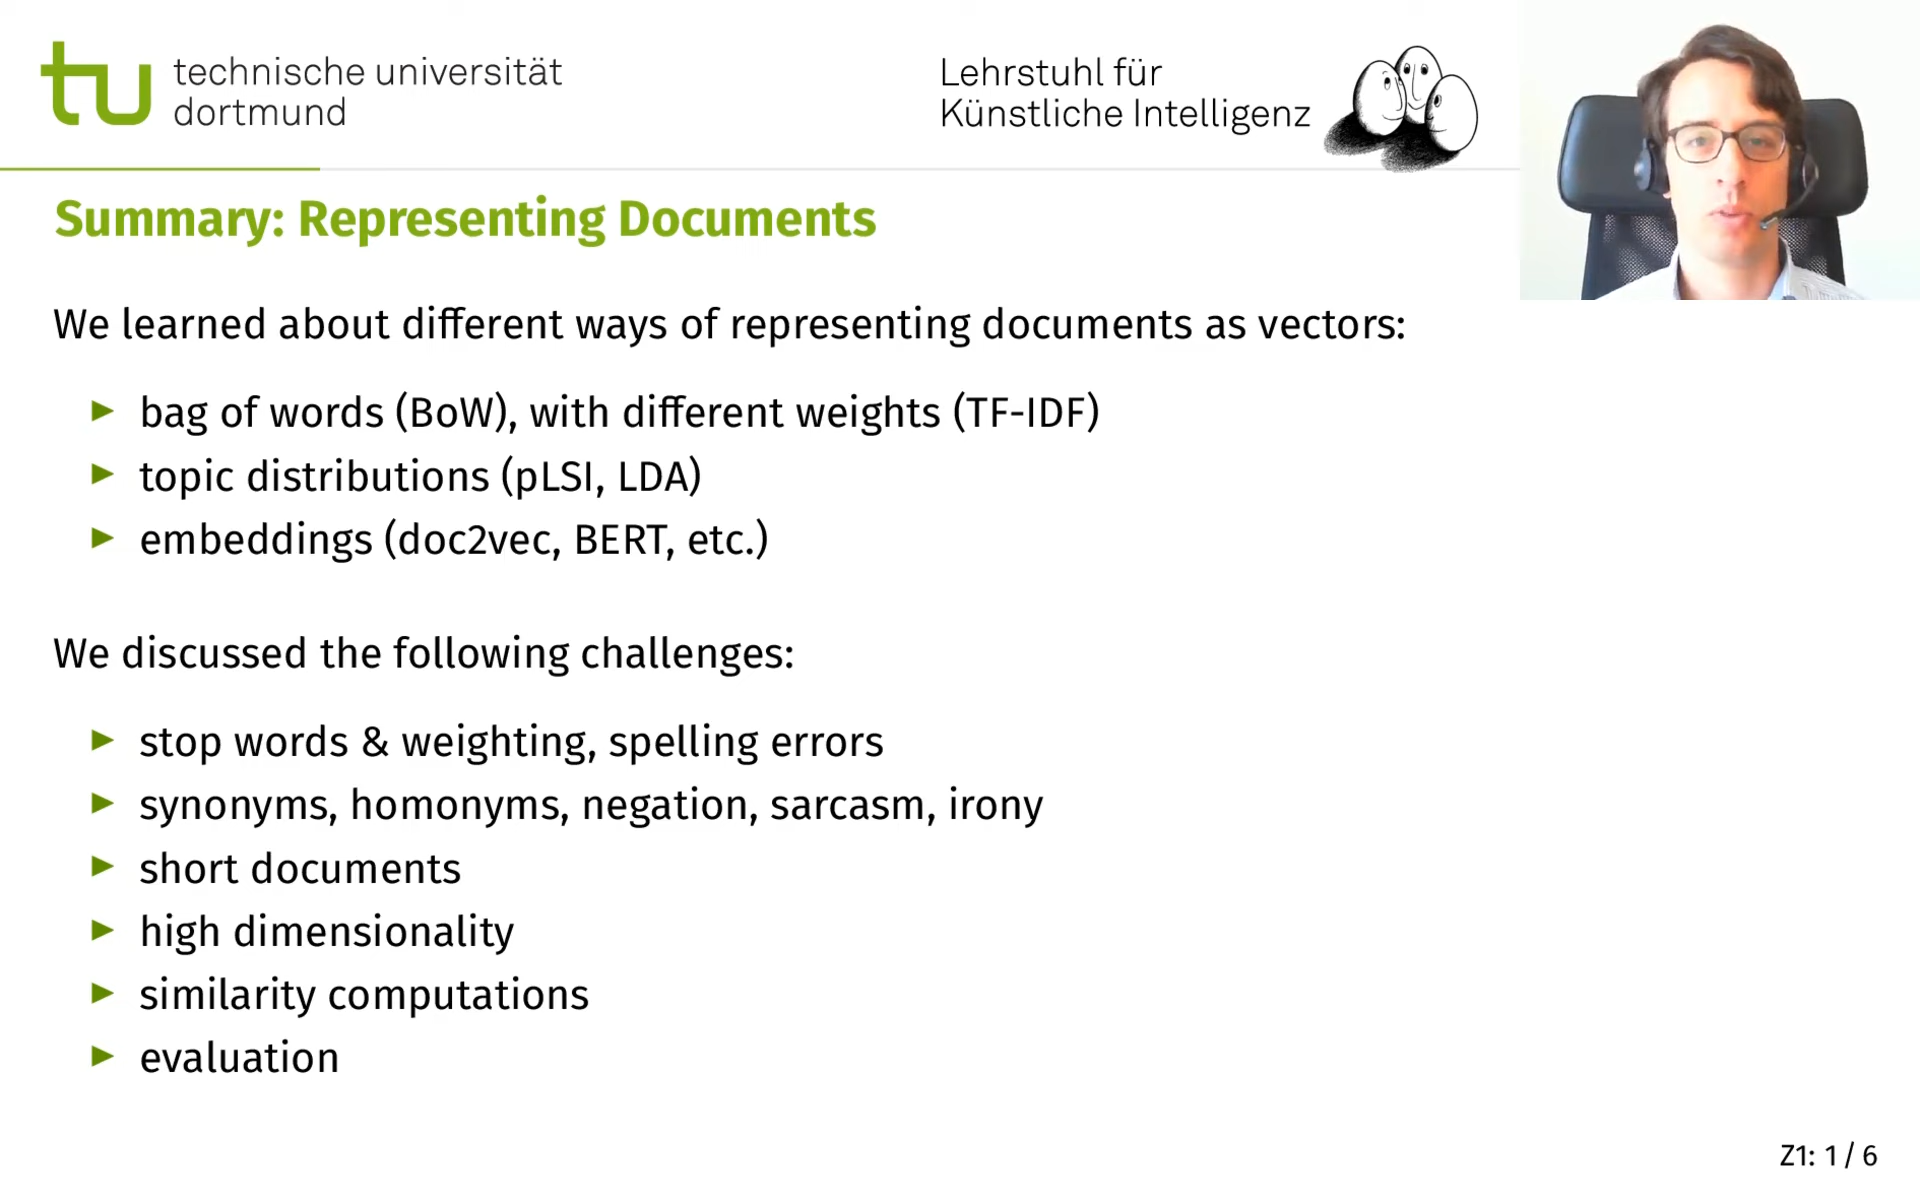 tu technische universität
dortmund
Lehrstuhl für
Künstliche Intelligenz
Summary: Representing Documents
We learned about different ways of representing documents as vectors:
► bag of words (BoW), with different weights (TF-IDF)
► topic distributions (pLSI, LDA)
► embeddings (doc2vec, BERT, etc.)
We discussed the following challenges:
► stop words & weighting, spelling errors
► synonyms, homonyms, negation, sarcasm, irony
► short documents
► high dimensionality
► similarity computations
► evaluation
Z1: 1 / 6